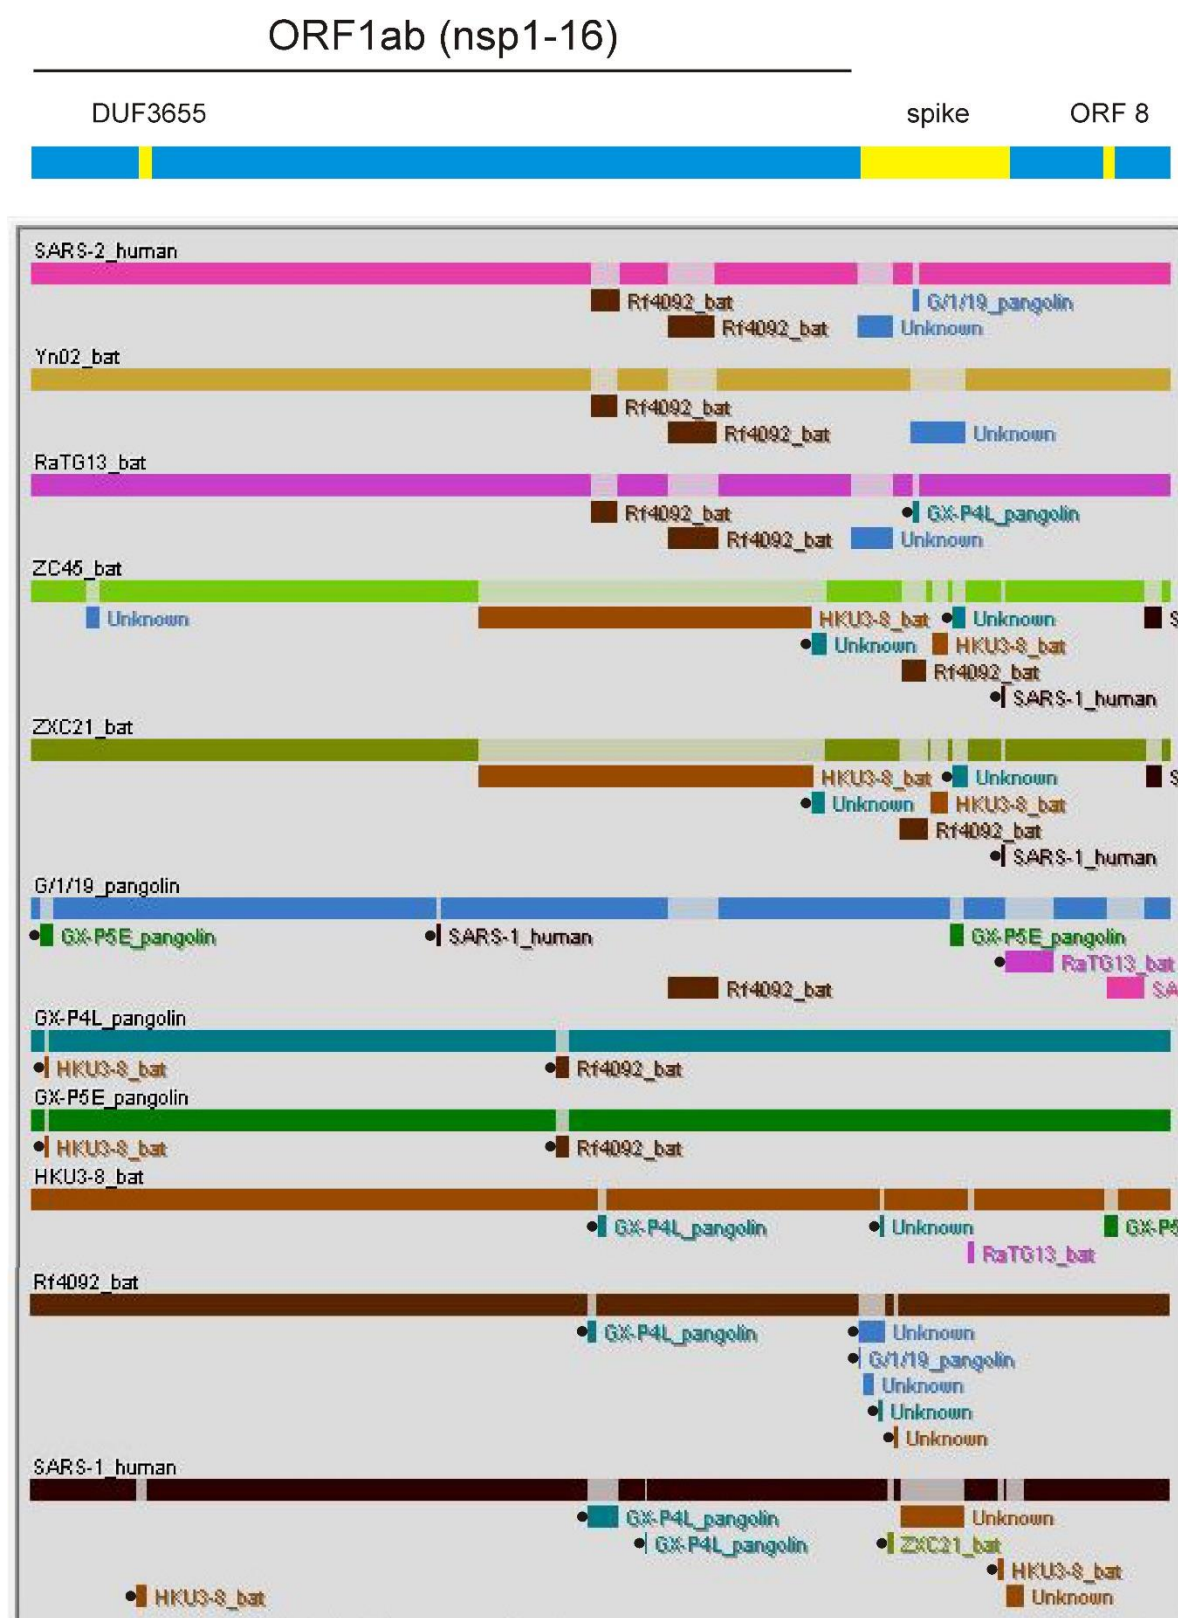 ORF1ab (nsp1-16)
DUF3655 spike ORF 8
SARS-2_human
Rf4092_bat G/1/19_pangolin
Rf4092_bat Unknown
Yn02_bat
Rf4092_bat
Rf4092_bat Unknown
RaTG13_bat
Rf4092_bat GX-P4L_pangolin
Rf4092_bat Unknown
ZC45_bat
Unknown HKU3-8_bat Unknown S
Unknown HKU3-8_bat
Rf4092_bat
SARS-1_human
ZXC21_bat
HKU3-8_bat Unknown S
Unknown HKU3-8_bat
Rf4092_bat
SARS-1_human
G/1/19_pangolin
GX-P5E_pangolin SARS-1_human GX-P5E_pangolin
RaTG13_bat
Rf4092_bat SA
GX-P4L_pangolin
HKU3-8_bat Rf4092_bat
GX-P5E_pangolin
HKU3-8_bat Rf4092_bat
HKU3-8_bat
GX-P4L_pangolin Unknown GX-P5
RaTG13_bat
Rf4092_bat
GX-P4L_pangolin Unknown
G/1/19_pangolin
Unknown
Unknown
Unknown
SARS-1_human
GX-P4L_pangolin Unknown
GX-P4L_pangolin ZXC21_bat
HKU3-8_bat
HKU3-8_bat Unknown